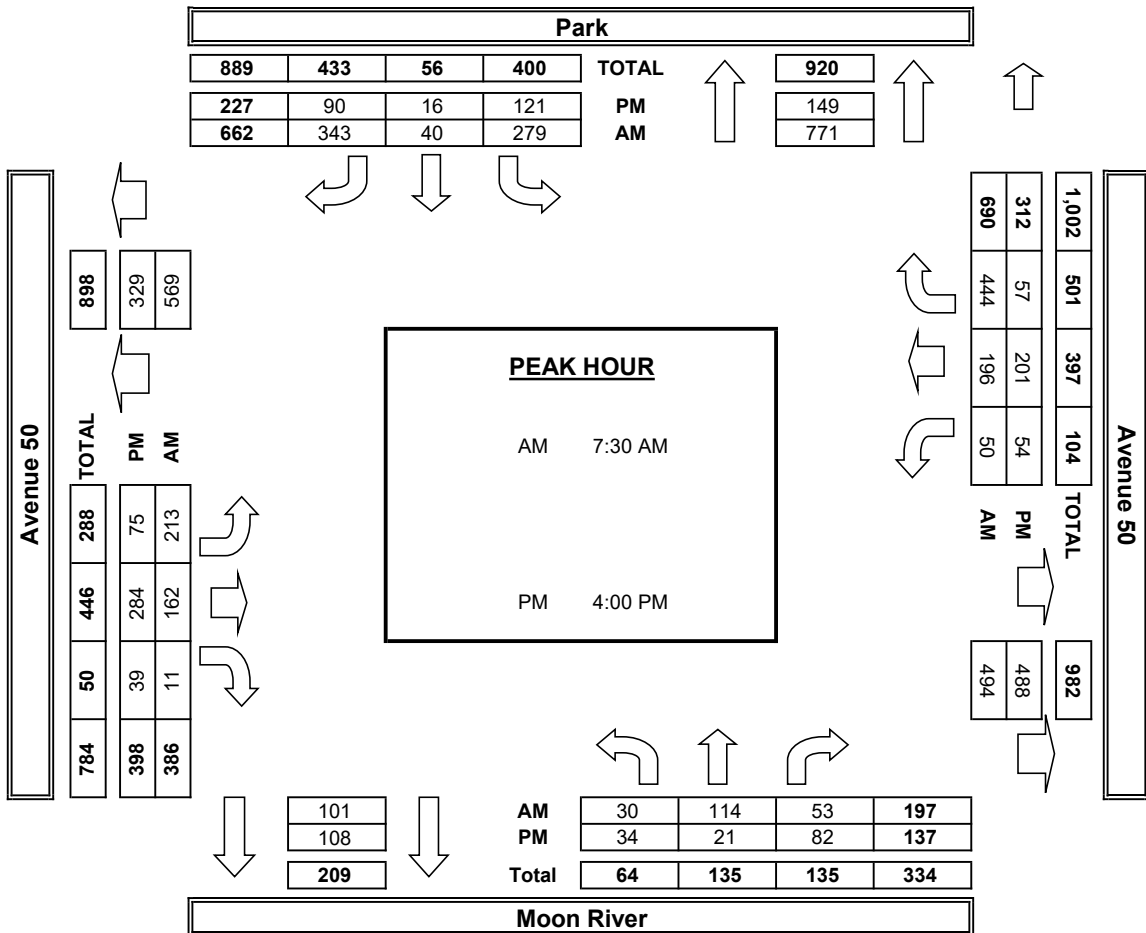 Park
889 433 56 400 TOTAL 920
227 90 16 121 PM 149
662 343 40 279 AM 771
Avenue 50
898 329 569
TOTAL PM AM
288 75 213
446 284 162
50 39 11
784 398 386
PEAK HOUR
AM 7:30 AM
PM 4:00 PM
690 312 1,002
444 57 501
196 201 397
50 54 104
AM PM TOTAL
494 488 982
Avenue 50
101 AM 30 114 53 197
108 PM 34 21 82 137
209 Total 64 135 135 334
Moon River